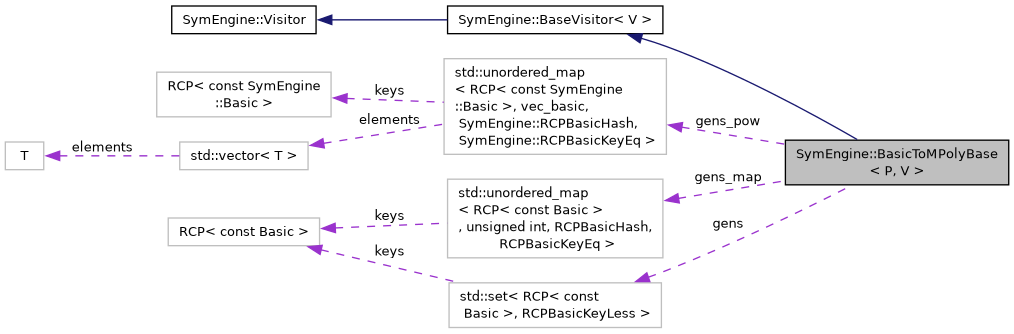 SymEngine::Visitor
SymEngine::BaseVisitor< V >
RCP< const SymEngine
::Basic >
keys
std::unordered_map
< RCP< const SymEngine
::Basic >, vec_basic,
SymEngine::RCPBasicHash,
SymEngine::RCPBasicKeyEq >
gens_pow
elements
T
elements
std::vector< T >
SymEngine::BasicToMPolyBase
< P, V >
gens_map
std::unordered_map
< RCP< const Basic >
, unsigned int, RCPBasicHash,
RCPBasicKeyEq >
keys
RCP< const Basic >
gens
keys
std::set< RCP< const
Basic >, RCPBasicKeyLess >